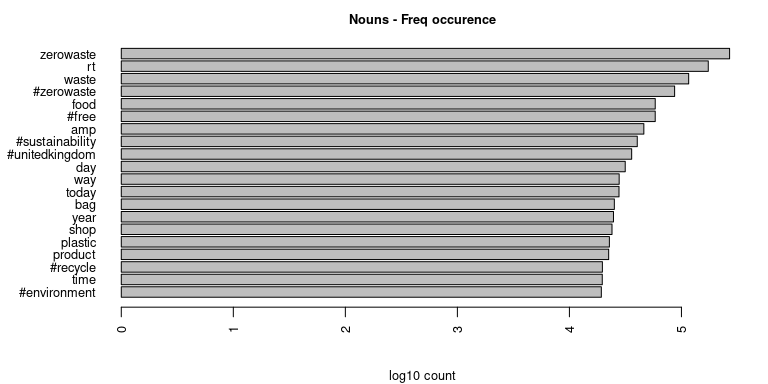 Nouns - Freq occurence
zerowaste
rt
waste
#zerowaste
food
#free
amp
#sustainability
#unitedkingdom
day
way
today
bag
year
shop
plastic
product
#recycle
time
#environment
0 1 2 3 4 5
log10 count